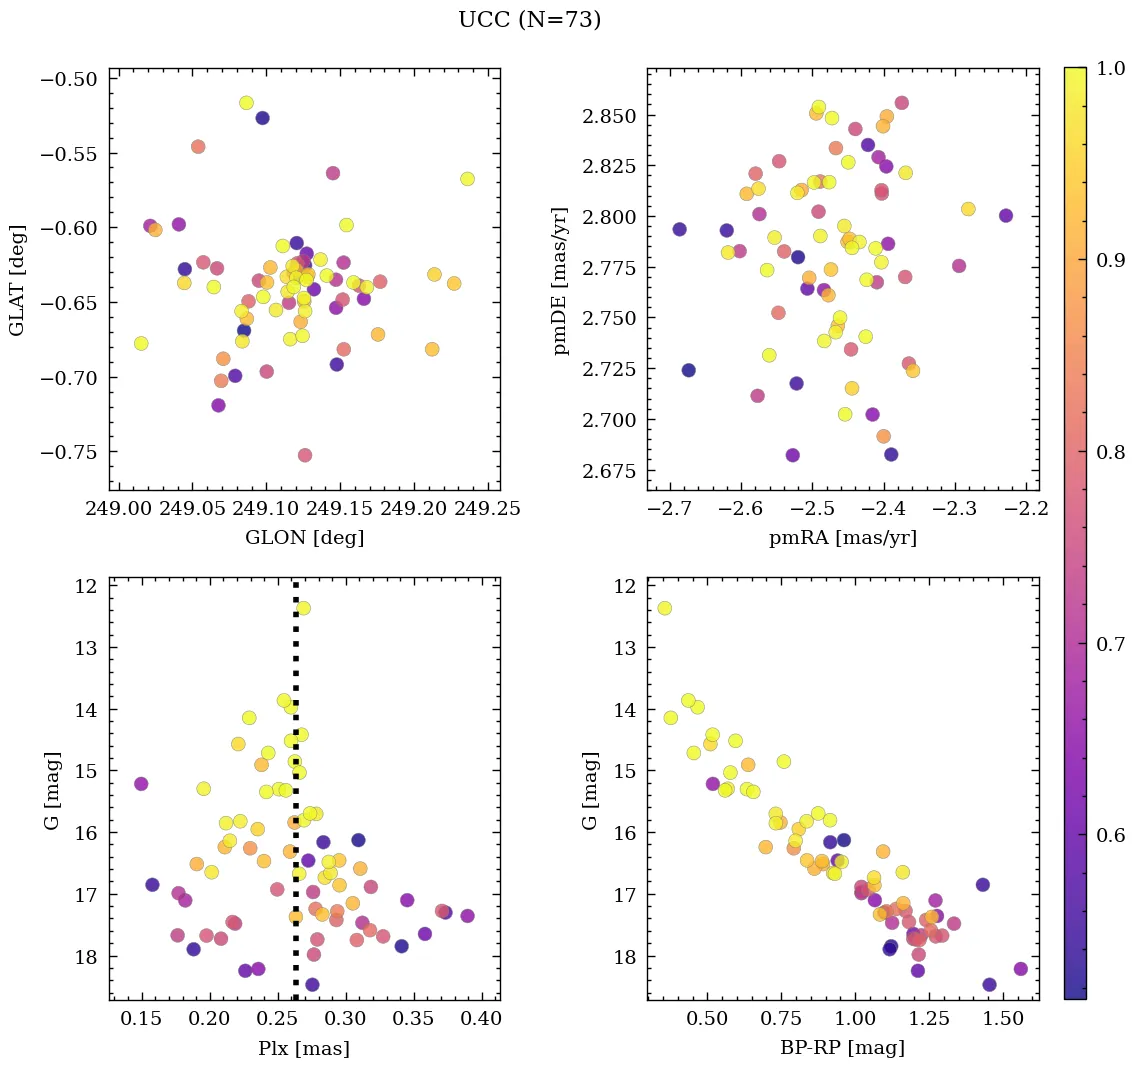 UCC (N=73)
−0.50
−0.55
−0.60
−0.65
−0.70
−0.75
GLAT [deg]
249.00 249.05 249.10 249.15 249.20 249.25
GLON [deg]
2.850
2.825
2.800
2.775
2.750
2.725
2.700
2.675
pmDE [mas/yr]
−2.7 −2.6 −2.5 −2.4 −2.3 −2.2
pmRA [mas/yr]
12
13
14
15
16
17
18
G [mag]
0.15 0.20 0.25 0.30 0.35 0.40
Plx [mas]
12
13
14
15
16
17
18
G [mag]
0.50 0.75 1.00 1.25 1.50
BP-RP [mag]
1.0
0.9
0.8
0.7
0.6